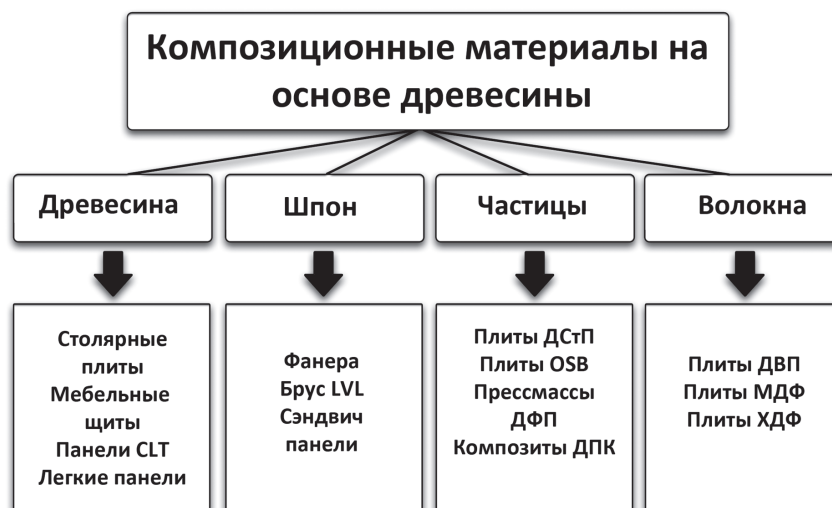 Композиционные материалы на
основе древесины
Древесина
Шпон
Частицы
Волокна
Столярные
плиты
Мебельные
щиты
Панели CLT
Легкие панели
Фанера
Брус LVL
Сэндвич
панели
Плиты ДСтП
Плиты OSB
Прессмассы
ДФП
Композиты ДПК
Плиты ДВП
Плиты МДФ
Плиты ХДФ